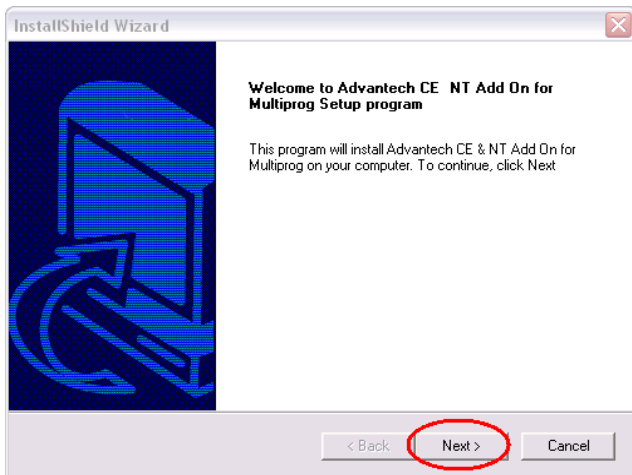 InstallShield Wizard
Welcome to Advantech CE  NT Add On for
Multiprog Setup program
This program will install Advantech CE & NT Add On for
Multiprog on your computer. To continue, click Next
< Back
Next >
Cancel